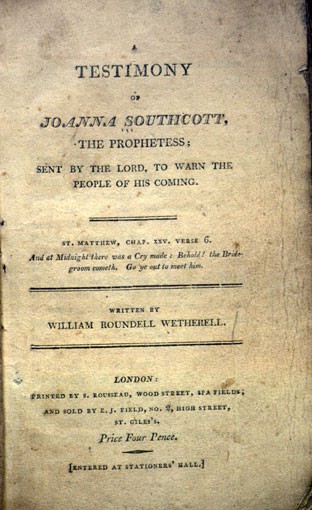 A
TESTIMONY
OF
JOANNA SOUTHCOTT,
THE PROPHETESS;
SENT BY THE LORD, TO WARN THE
PEOPLE OF HIS COMING.
ST. MATTHEW, CHAP. XXV. VERSE 6.
And at Midnight there was a Cry made: Behold! the Bride-
groom cometh. Go ye out to meet him.
WRITTEN BY
WILLIAM ROUNDELL WETHERELL.
LONDON:
PRINTED BY S. ROUSSEAU, WOOD STREET, SPA FIELDS;
AND SOLD BY E. J. FIELD, NO. 2, HIGH STREET,
ST. GILES'S.
Price Four Pence.
[ENTERED AT STATIONERS' HALL.]